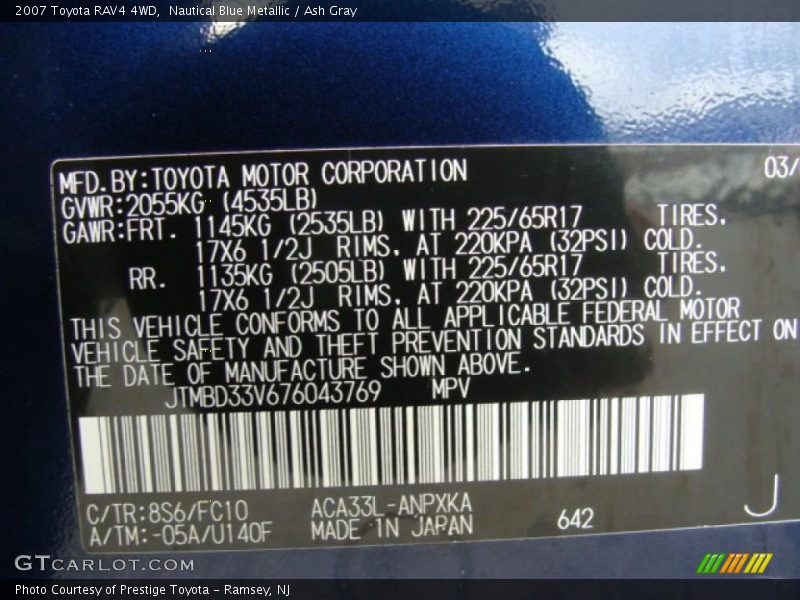 2007 Toyota RAV4 4WD, Nautical Blue Metallic / Ash Gray
MFD.BY:TOYOTA MOTOR CORPORATION 03/
GVWR:2055KG (4535LB)
GAWR:FRT. 1145KG (2535LB) WITH 225/65R17 TIRES.
17X6 1/2J RIMS. AT 220KPA (32PSI) COLD.
RR. 1135KG (2505LB) WITH 225/65R17 TIRES.
17X6 1/2J RIMS. AT 220KPA (32PSI) COLD.
THIS VEHICLE CONFORMS TO ALL APPLICABLE FEDERAL MOTOR
VEHICLE SAFETY AND THEFT PREVENTION STANDARDS IN EFFECT ON
THE DATE OF MANUFACTURE SHOWN ABOVE.
JTMBD33V676043769 MPV
C/TR:8S6/FC10 ACA33L-ANPXKA
A/TM:-05A/U140F MADE IN JAPAN 642 J
GTCARLOT.COM
Photo Courtesy of Prestige Toyota - Ramsey, NJ